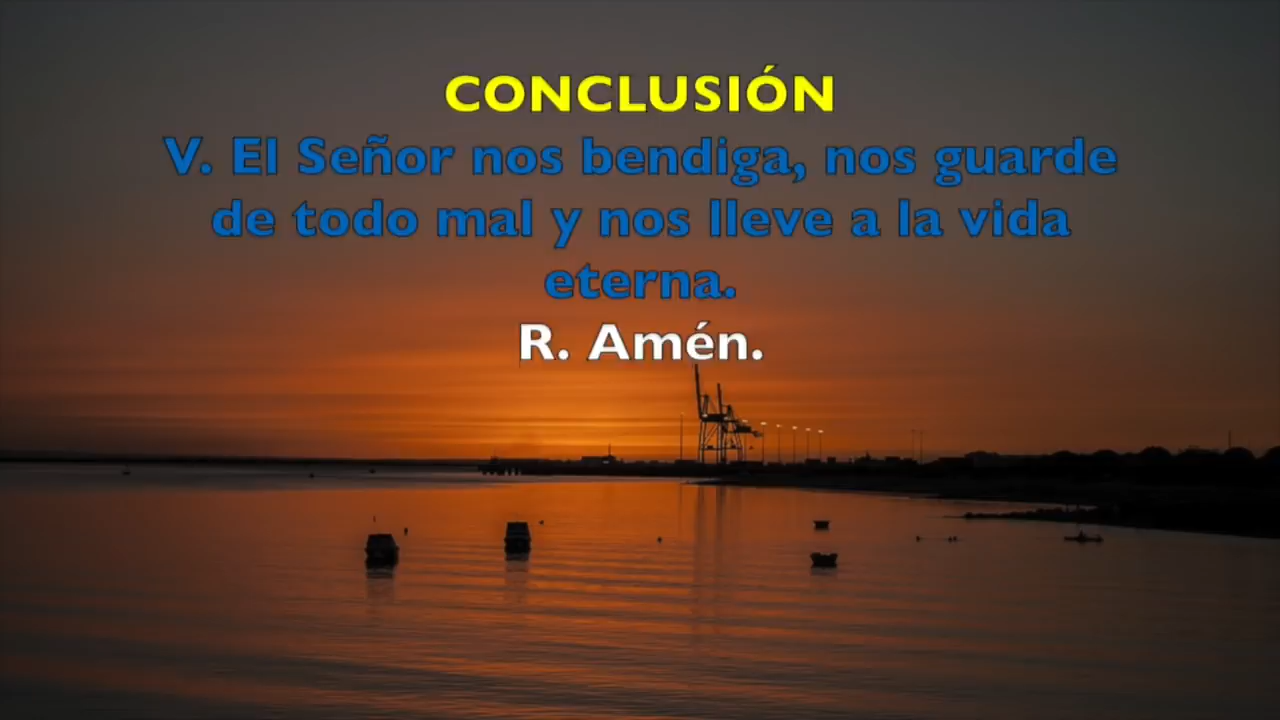 CONCLUSIÓN
V. El Señor nos bendiga, nos guarde
de todo mal y nos lleve a la vida
eterna.
R. Amén.